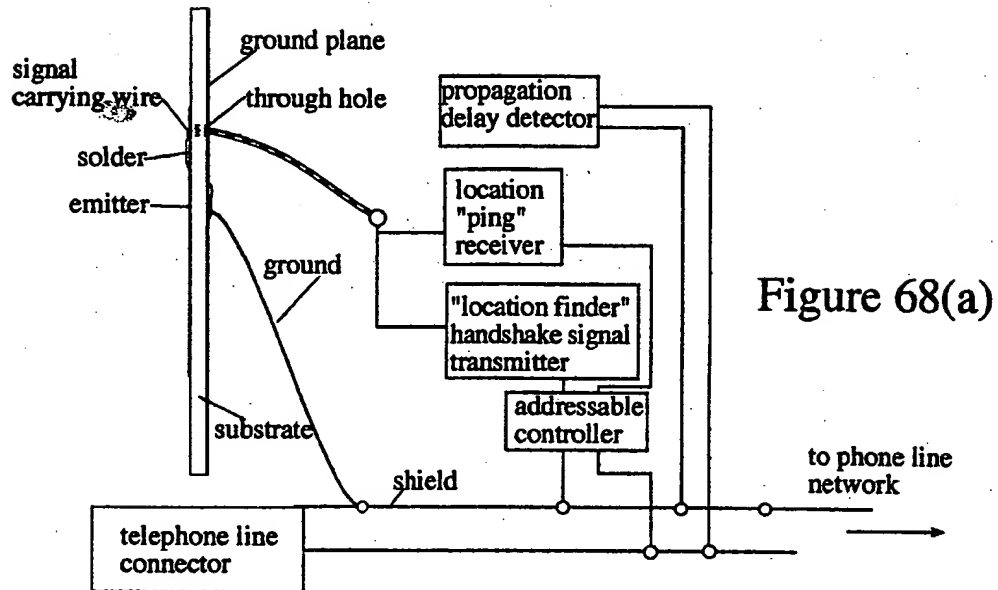 ground plane
signal
carrying wire
through hole
solder
emitter
propagation
delay detector
location
"ping"
receiver
ground
"location finder"
handshake signal
transmitter
Figure 68(a)
addressable
controller
substrate
shield
to phone line
network
telephone line
connector